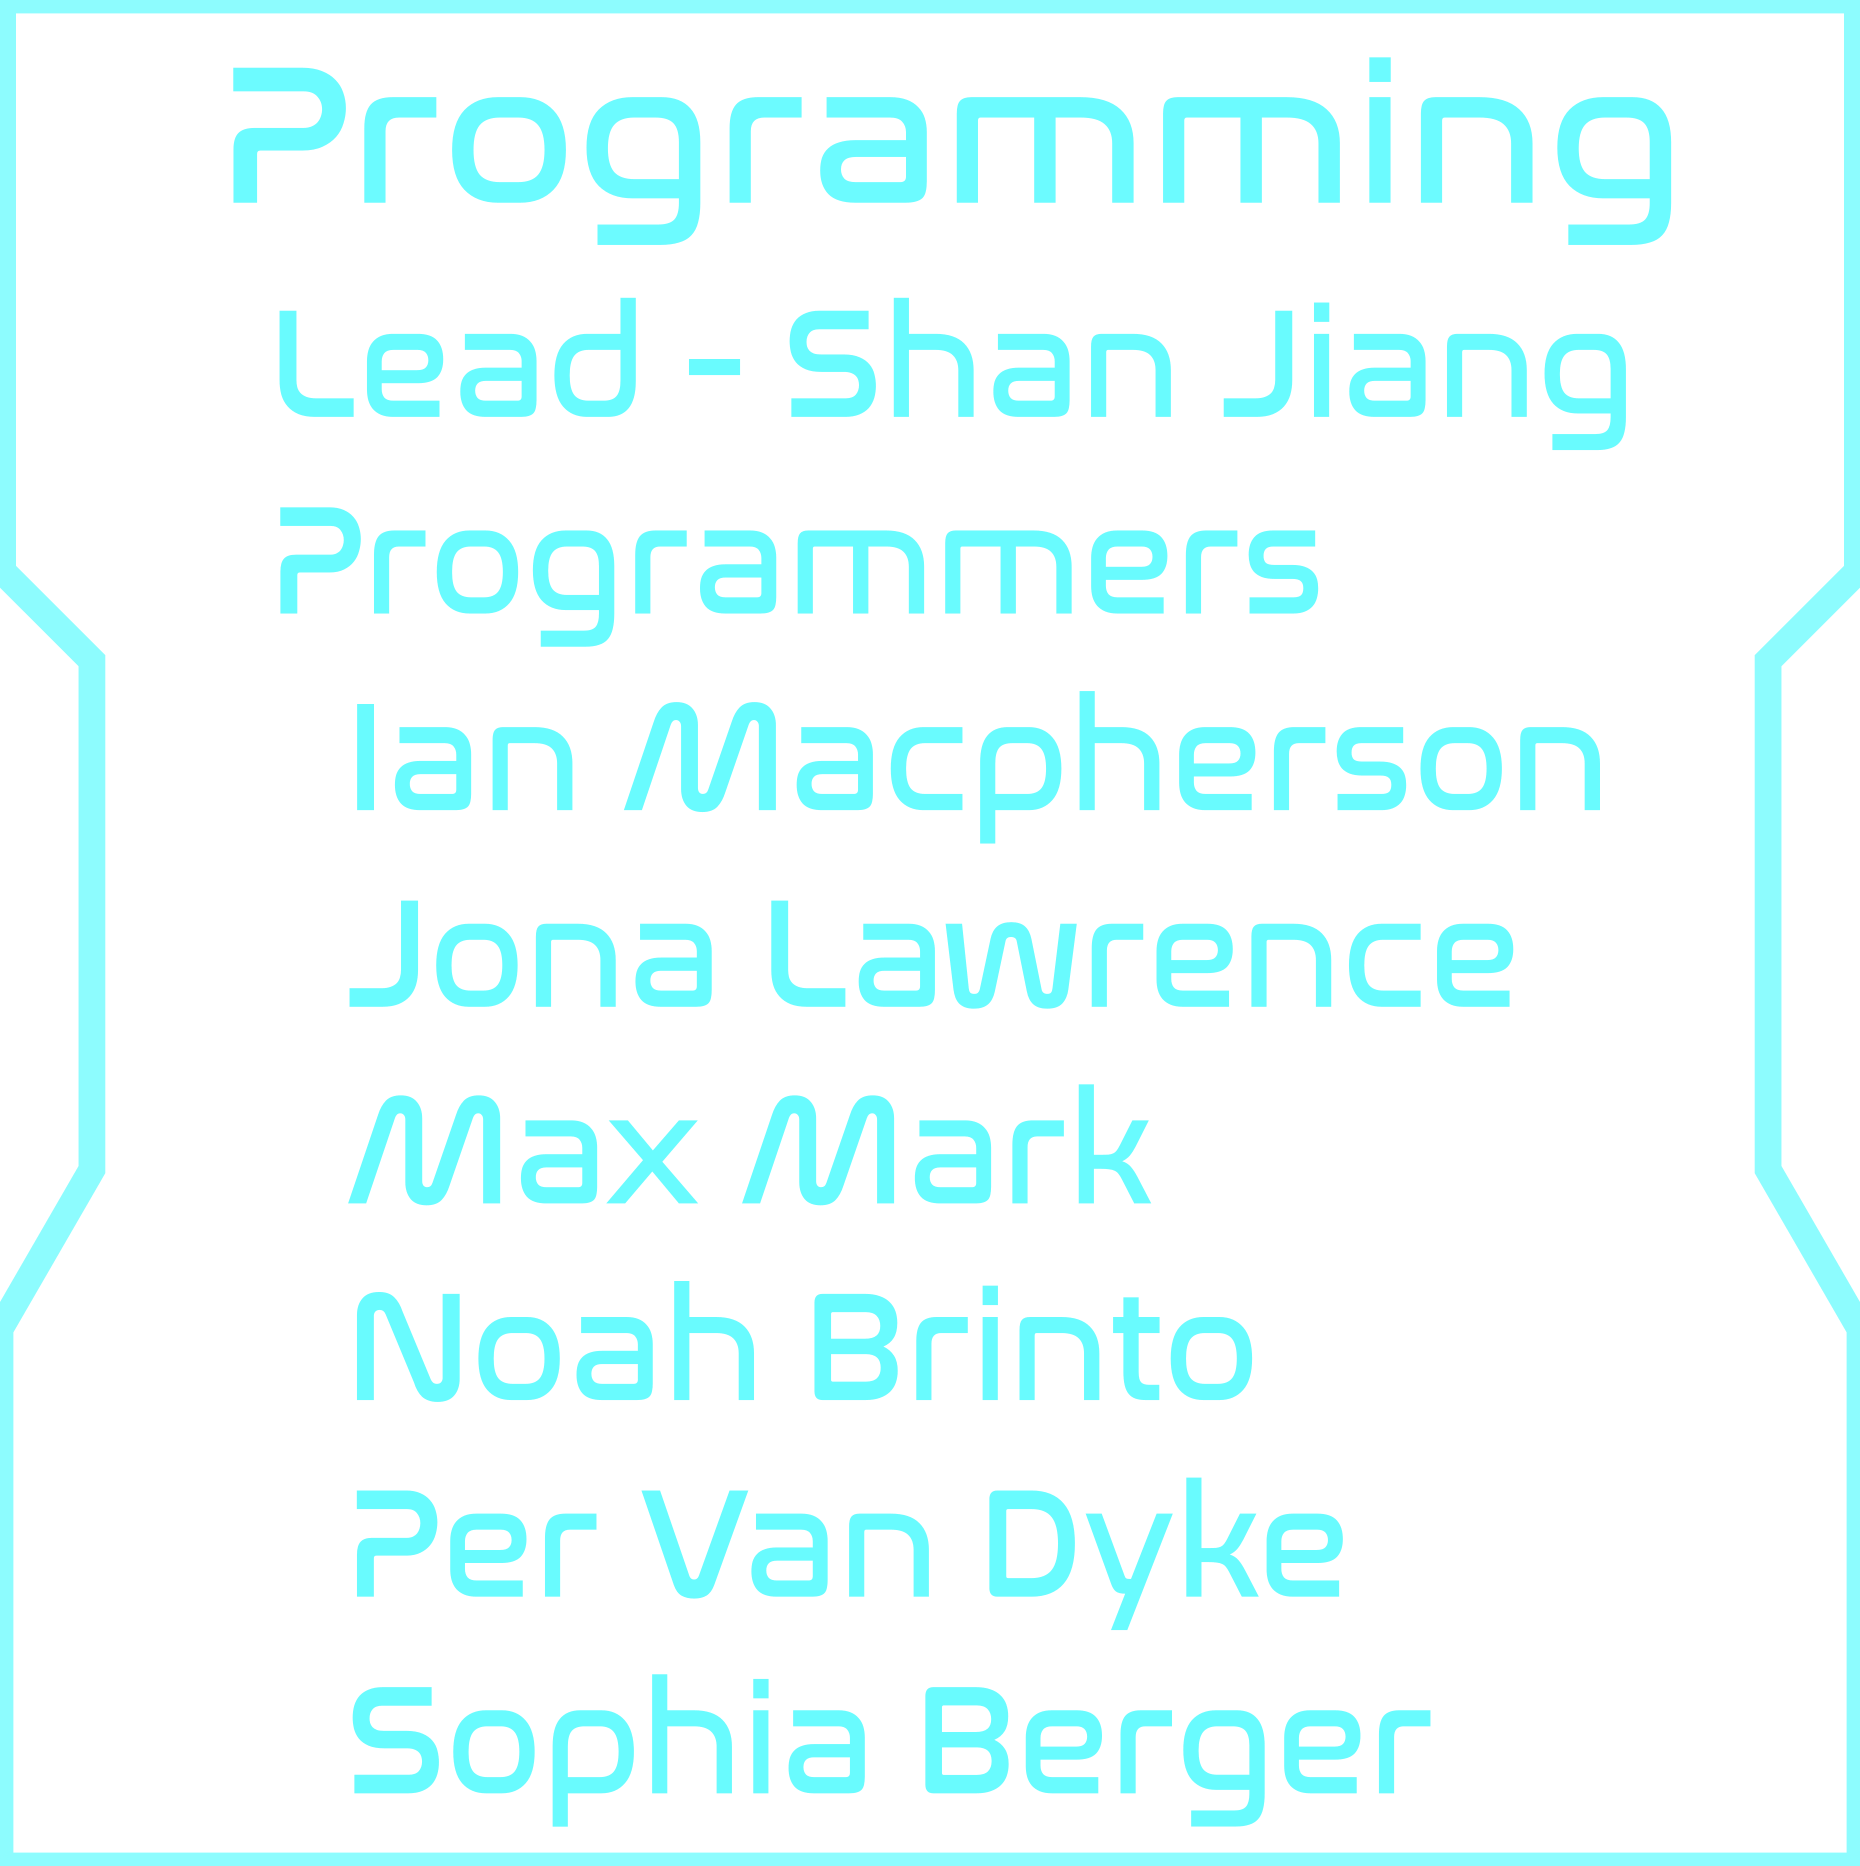 Programming
Lead - Shan Jiang
Programmers
Ian Macpherson
Jona Lawrence
Max Mark
Noah Brinto
Per Van Dyke
Sophia Berger